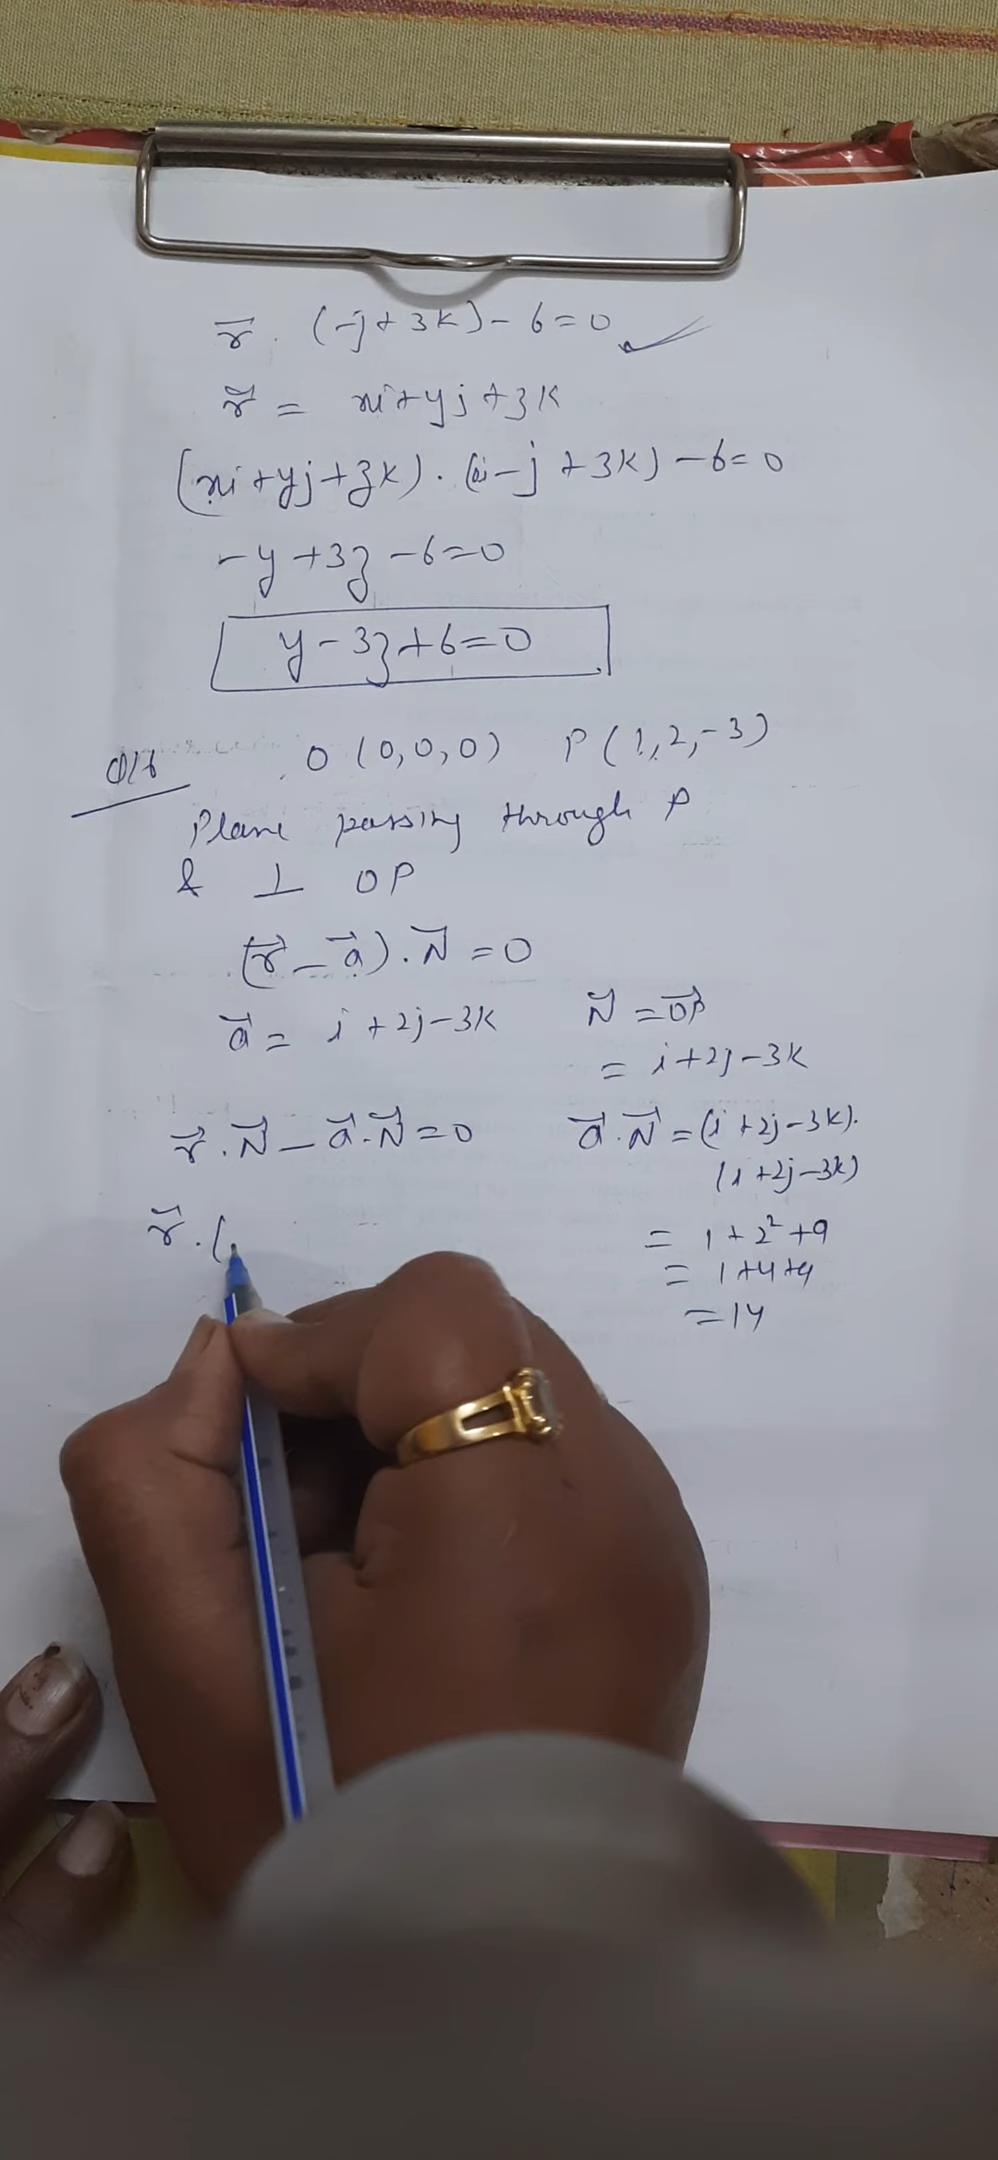 r⃗ . (-j + 3k) - 6 = 0 ✓
r⃗ = xi + yj + zk
(xi + yj + zk) . (i - j + 3k) - 6 = 0
-y + 3z - 6 = 0
y - 3z + 6 = 0
O (0, 0, 0) P (1, 2, -3)
Plane passing through P
& ⊥ OP
(r⃗ - a⃗) . N⃗ = 0
a⃗ = i + 2j - 3k
N⃗ = OP⃗
= i + 2j - 3k
r⃗ . N⃗ - a⃗ . N⃗ = 0
a⃗ . N⃗ = (i + 2j - 3k).
(i + 2j - 3k)
= 1 + 2² + 9
= 1 + 4 + 9
= 14
r⃗ . (